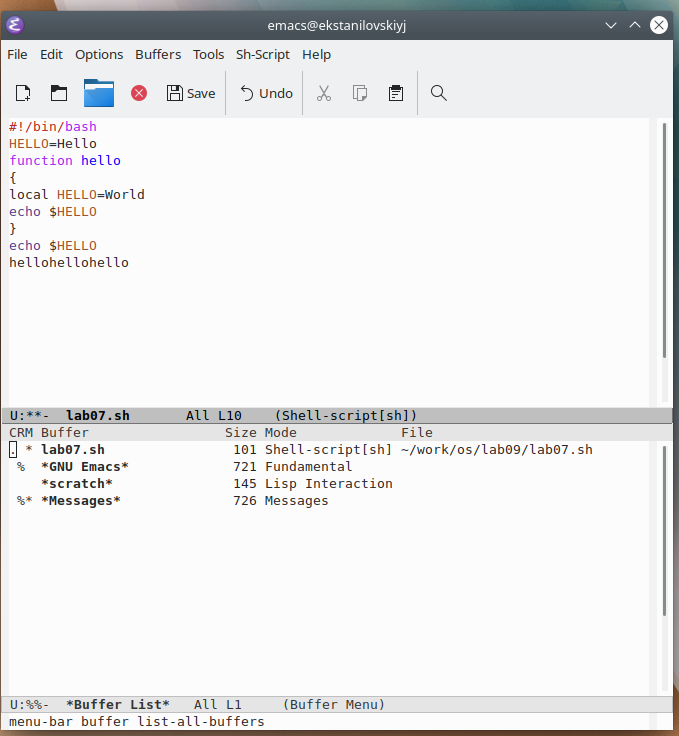 emacs@ekstanilovskiyj
File Edit Options Buffers Tools Sh-Script Help
Save Undo
#!/bin/bash
HELLO=Hello
function hello
{
local HELLO=World
echo $HELLO
}
echo $HELLO
hellohellohello
U:**-  lab07.sh       All L10    (Shell-script[sh])
CRM Buffer                 Size Mode             File
. * lab07.sh                101 Shell-script[sh] ~/work/os/lab09/lab07.sh
 %  *GNU Emacs*             721 Fundamental
    *scratch*               145 Lisp Interaction
 %* *Messages*              726 Messages
U:%%-  *Buffer List*   All L1     (Buffer Menu)
menu-bar buffer list-all-buffers